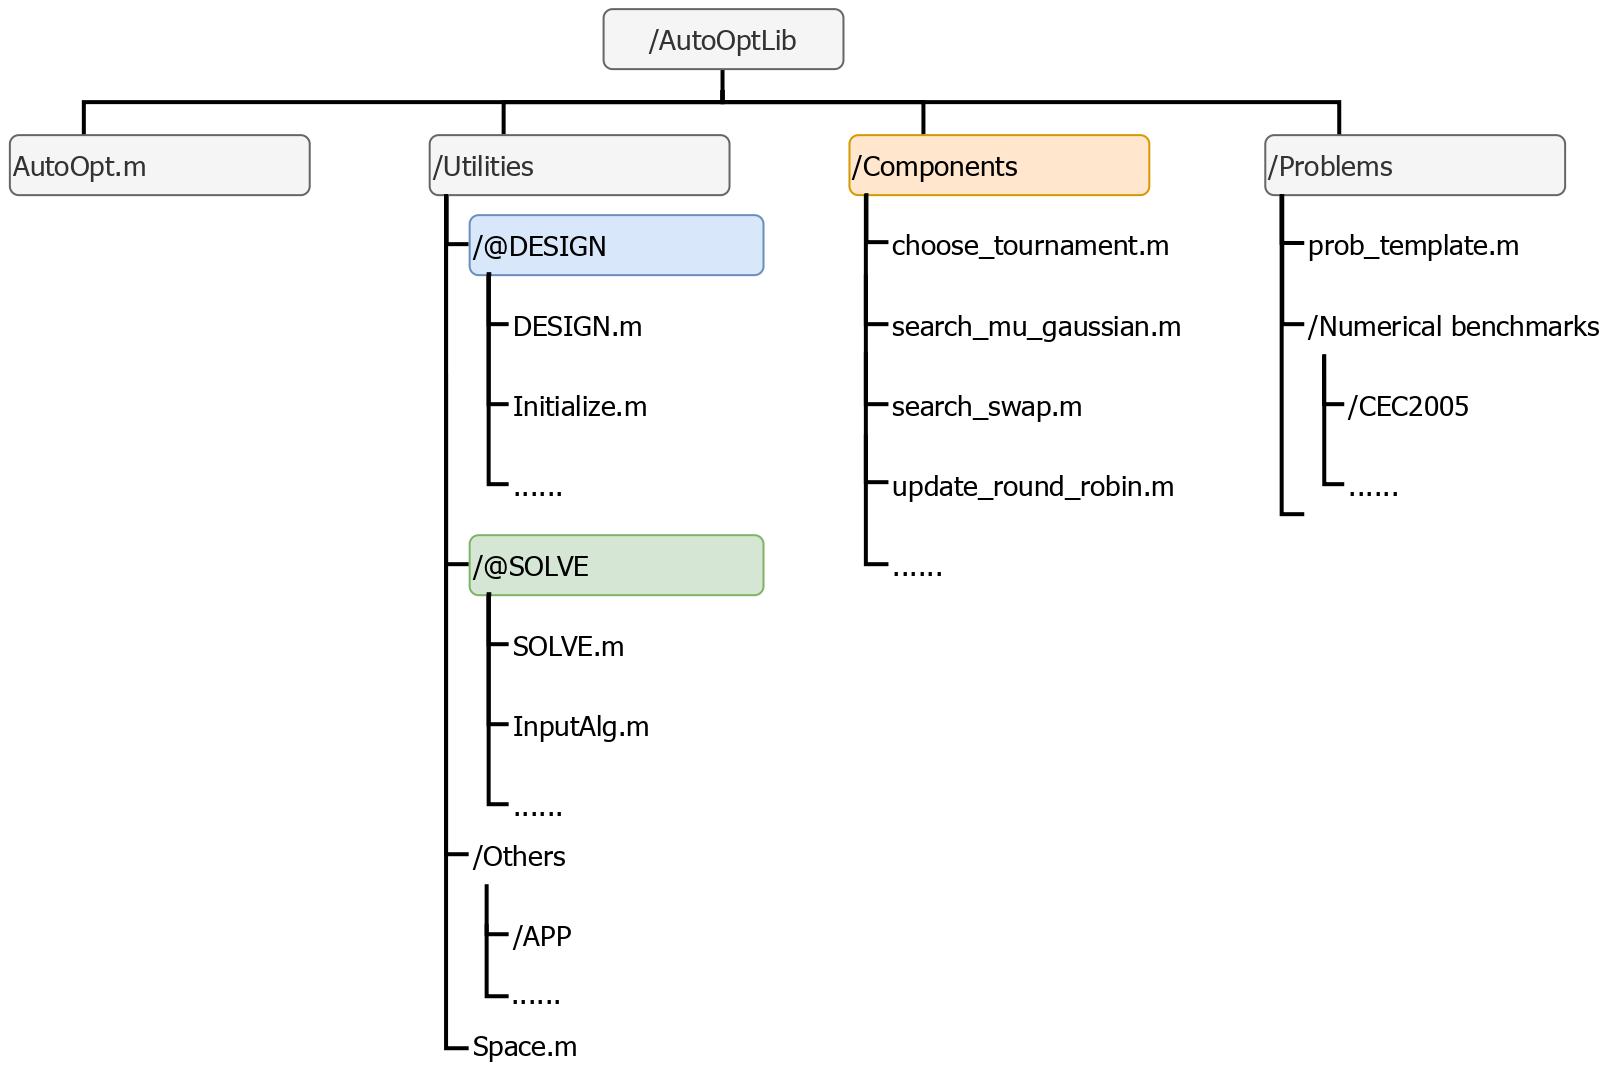 /AutoOptLib
AutoOpt.m
/Utilities
/@DESIGN
DESIGN.m
Initialize.m
......
/@SOLVE
SOLVE.m
InputAlg.m
......
/Others
/APP
......
Space.m
/Components
choose_tournament.m
search_mu_gaussian.m
search_swap.m
update_round_robin.m
......
/Problems
prob_template.m
/Numerical benchmarks
/CEC2005
......